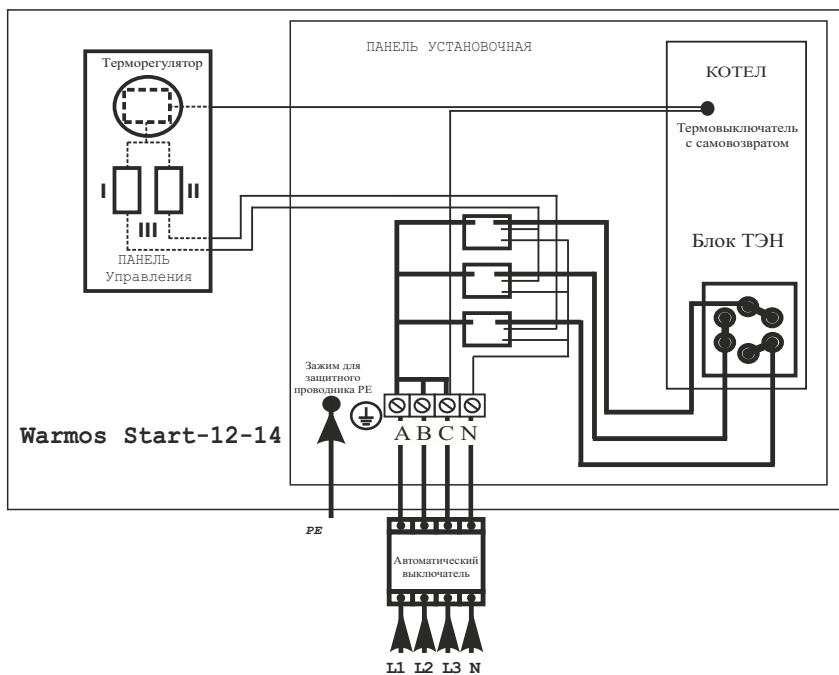 ПАНЕЛЬ УСТАНОВОЧНАЯ
Терморегулятор
КОТЕЛ
Термовыключатель
с самовозвратом
I
II
III
ПАНЕЛЬ
Управления
Блок ТЭН
Зажим для
защитного
проводника PE
Warmos Start-12-14
A B C N
PE
Автоматический
выключатель
L1 L2 L3 N